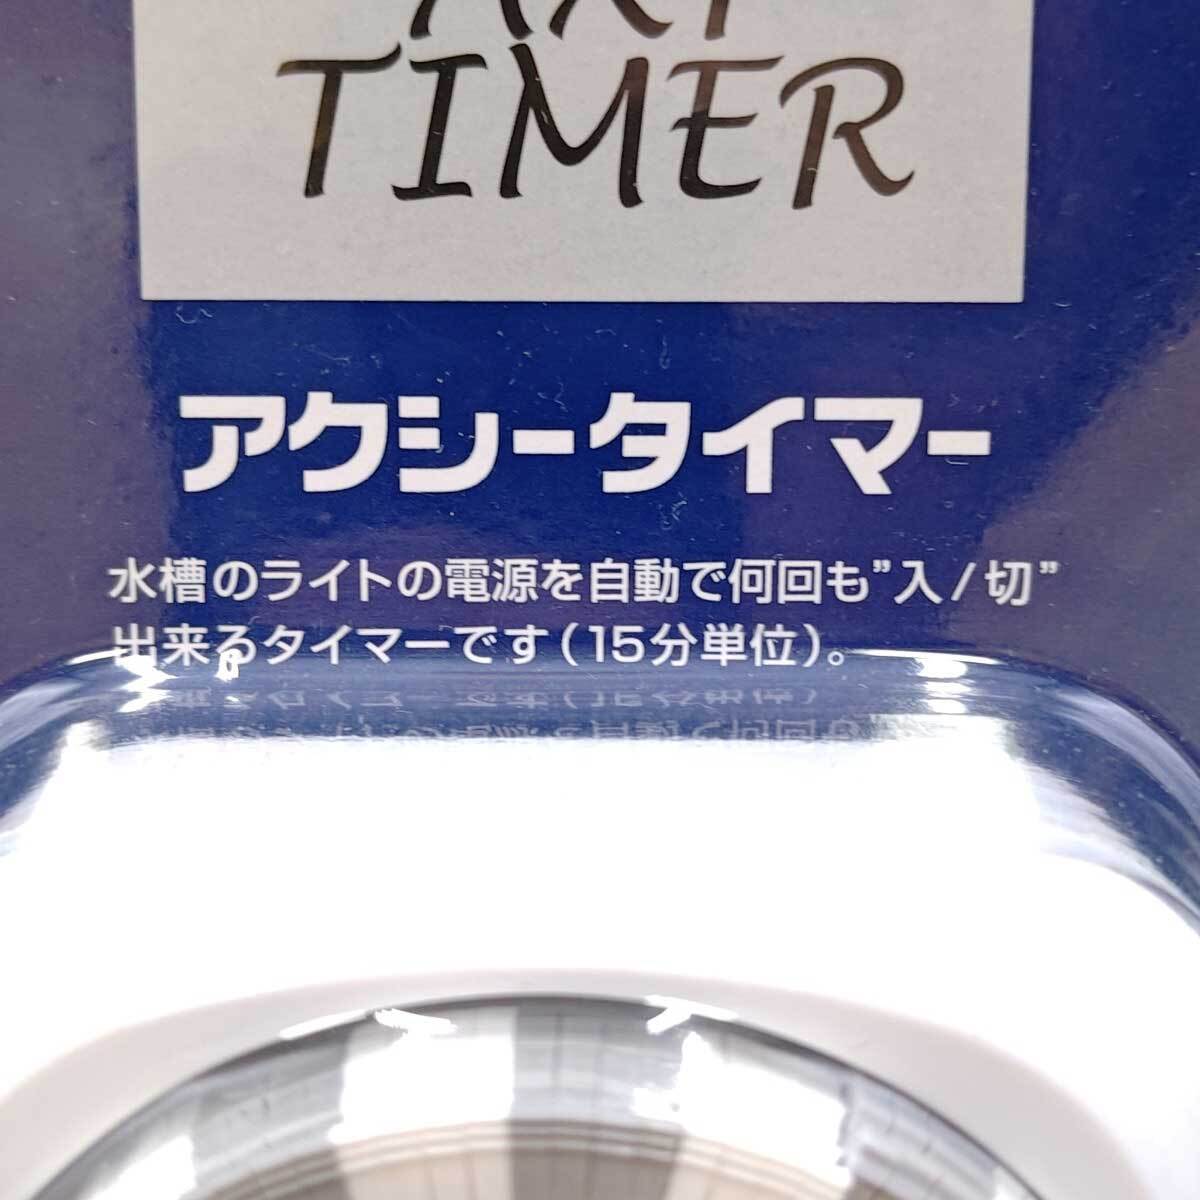 TIMER
アクシータイマー
水槽のライトの電源を自動で何回も"入/切"
出来るタイマーです(15分単位)。